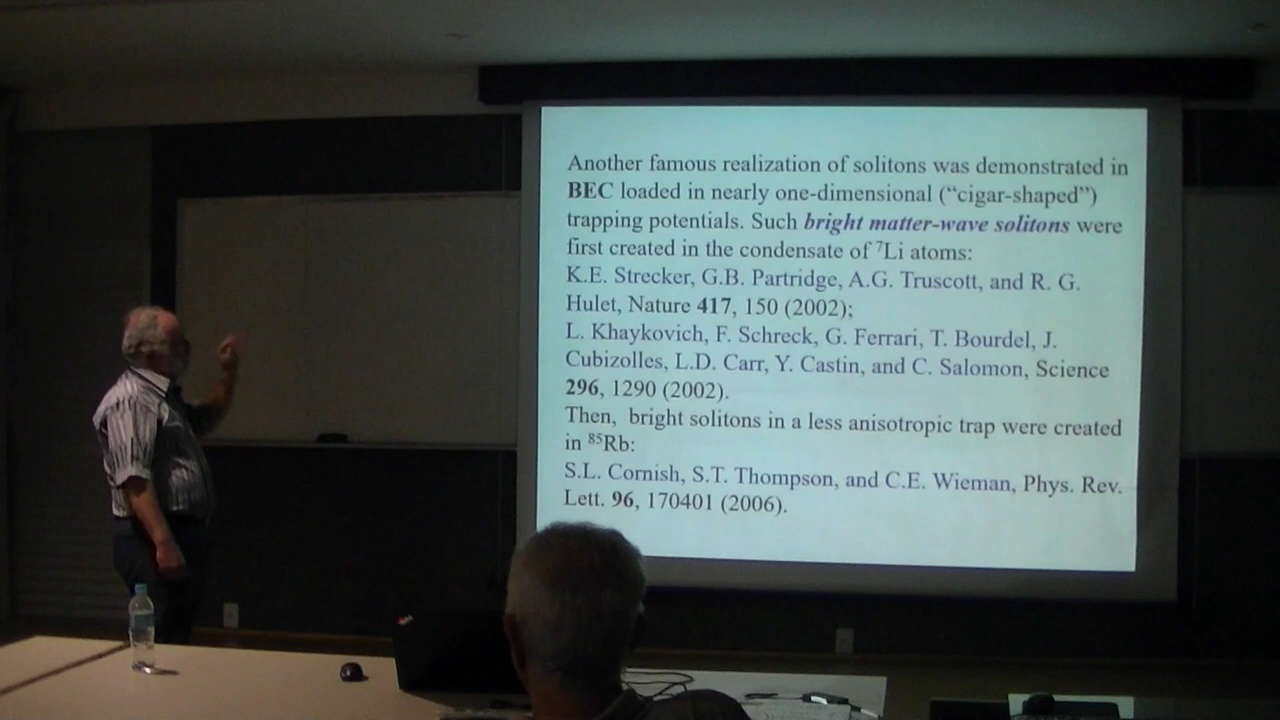 Another famous realization of solitons was demonstrated in
BEC loaded in nearly one-dimensional (“cigar-shaped”)
trapping potentials. Such bright matter-wave solitons were
first created in the condensate of ⁷Li atoms:
K.E. Strecker, G.B. Partridge, A.G. Truscott, and R. G.
Hulet, Nature 417, 150 (2002);
L. Khaykovich, F. Schreck, G. Ferrari, T. Bourdel, J.
Cubizolles, L.D. Carr, Y. Castin, and C. Salomon, Science
296, 1290 (2002).
Then, bright solitons in a less anisotropic trap were created
in ⁸⁵Rb:
S.L. Cornish, S.T. Thompson, and C.E. Wieman, Phys. Rev.
Lett. 96, 170401 (2006).